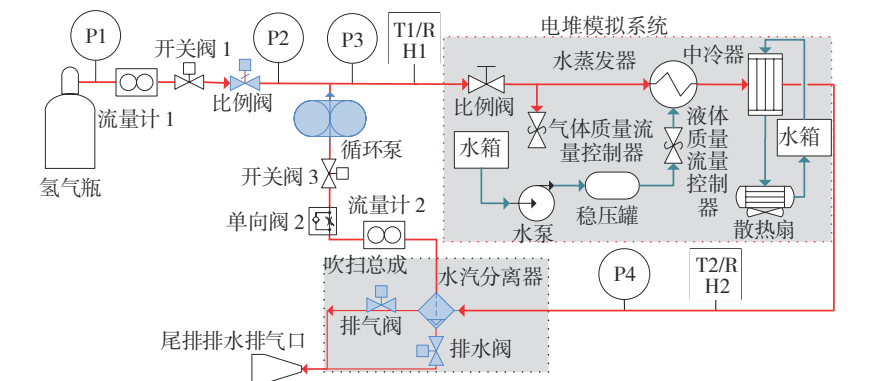 电堆模拟系统
P1
开关阀 1
P2
P3
T1/R
H1
水蒸发器
中冷器
流量计 1
比例阀
比例阀
气体质量流
量控制器
液体
质量
流量
控制
器
水箱
水箱
循环泵
氢气瓶
开关阀 3
流量计 2
单向阀 2
水泵
稳压罐
散热扇
吹扫总成
水汽分离器
P4
T2/R
H2
排气阀
尾排排水排气口
排水阀